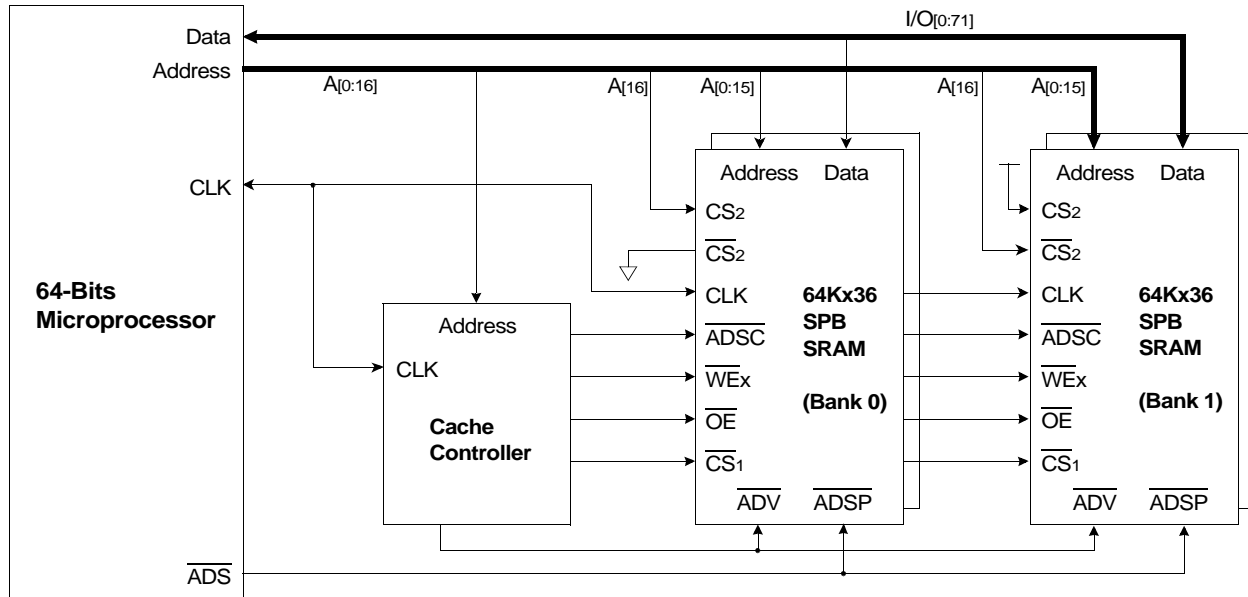 I/O[0:71]
Data
Address
A[0:16]
A[16]
A[0:15]
A[16]
A[0:15]
CLK
64-Bits
Microprocessor
ADS
Address
CLK
Cache
Controller
Address Data
CS2
CS2
CLK
ADSC
WEx
OE
CS1
64Kx36
SPB
SRAM
(Bank 0)
ADV ADSP
Address Data
CS2
CS2
CLK
ADSC
WEx
OE
CS1
64Kx36
SPB
SRAM
(Bank 1)
ADV ADSP